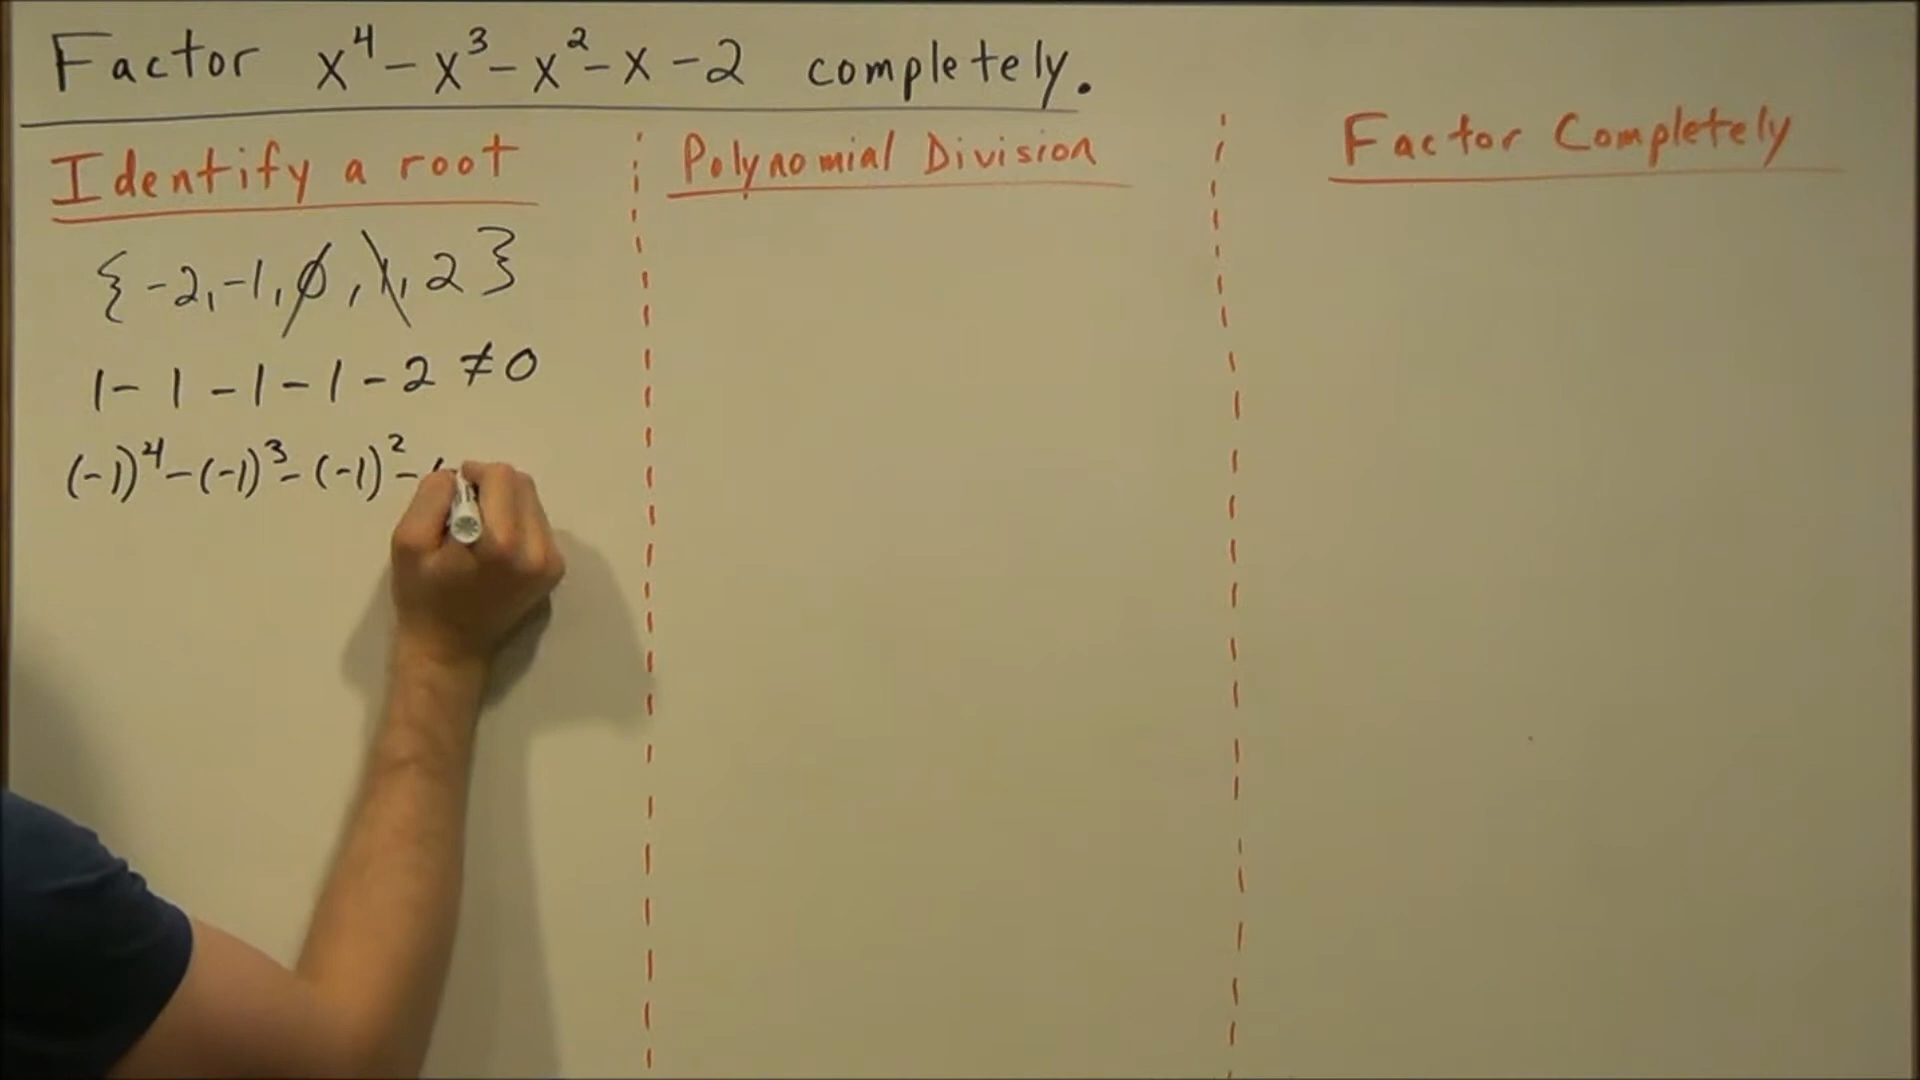 Factor x⁴ - x³ - x² - x - 2 completely.
Identify a root
Polynomial Division
Factor Completely
{ -2, -1, 0, 1, 2 }
1 - 1 - 1 - 1 - 2 ≠ 0
(-1)⁴ - (-1)³ - (-1)² - (